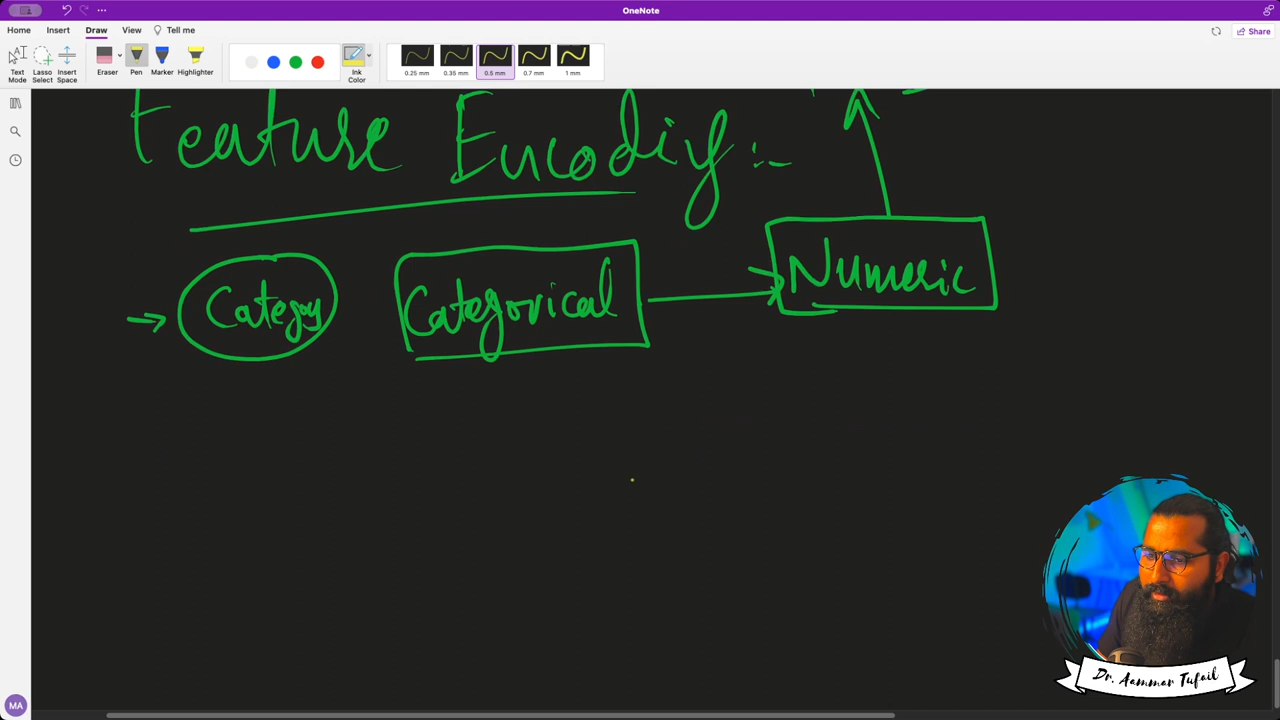 OneNote
Home Insert Draw View Tell me
Share
Text Mode
Lasso Select
Insert Space
Eraser
Pen
Marker
Highlighter
Ink Color
0.25 mm
0.35 mm
0.5 mm
0.7 mm
1 mm
Feature Encodig :-
Categy
Categorical
Numeric
MA
Dr. Aammar Tufail